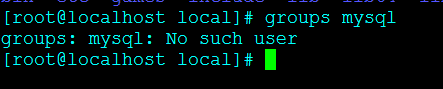 [root@localhost local]# groups mysql
groups: mysql: No such user
[root@localhost local]#